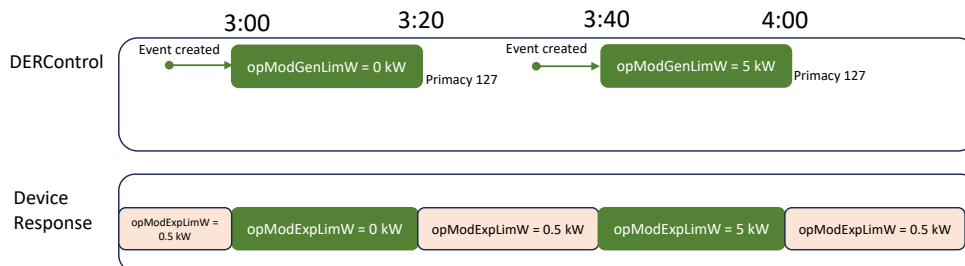 3:00
3:20
3:40
4:00
DERControl
Event created
opModGenLimW = 0 kW
Primacy 127
Event created
opModGenLimW = 5 kW
Primacy 127
Device
Response
opModExpLimW =
0.5 kW
opModExpLimW = 0 kW
opModExpLimW = 0.5 kW
opModExpLimW = 5 kW
opModExpLimW = 0.5 kW